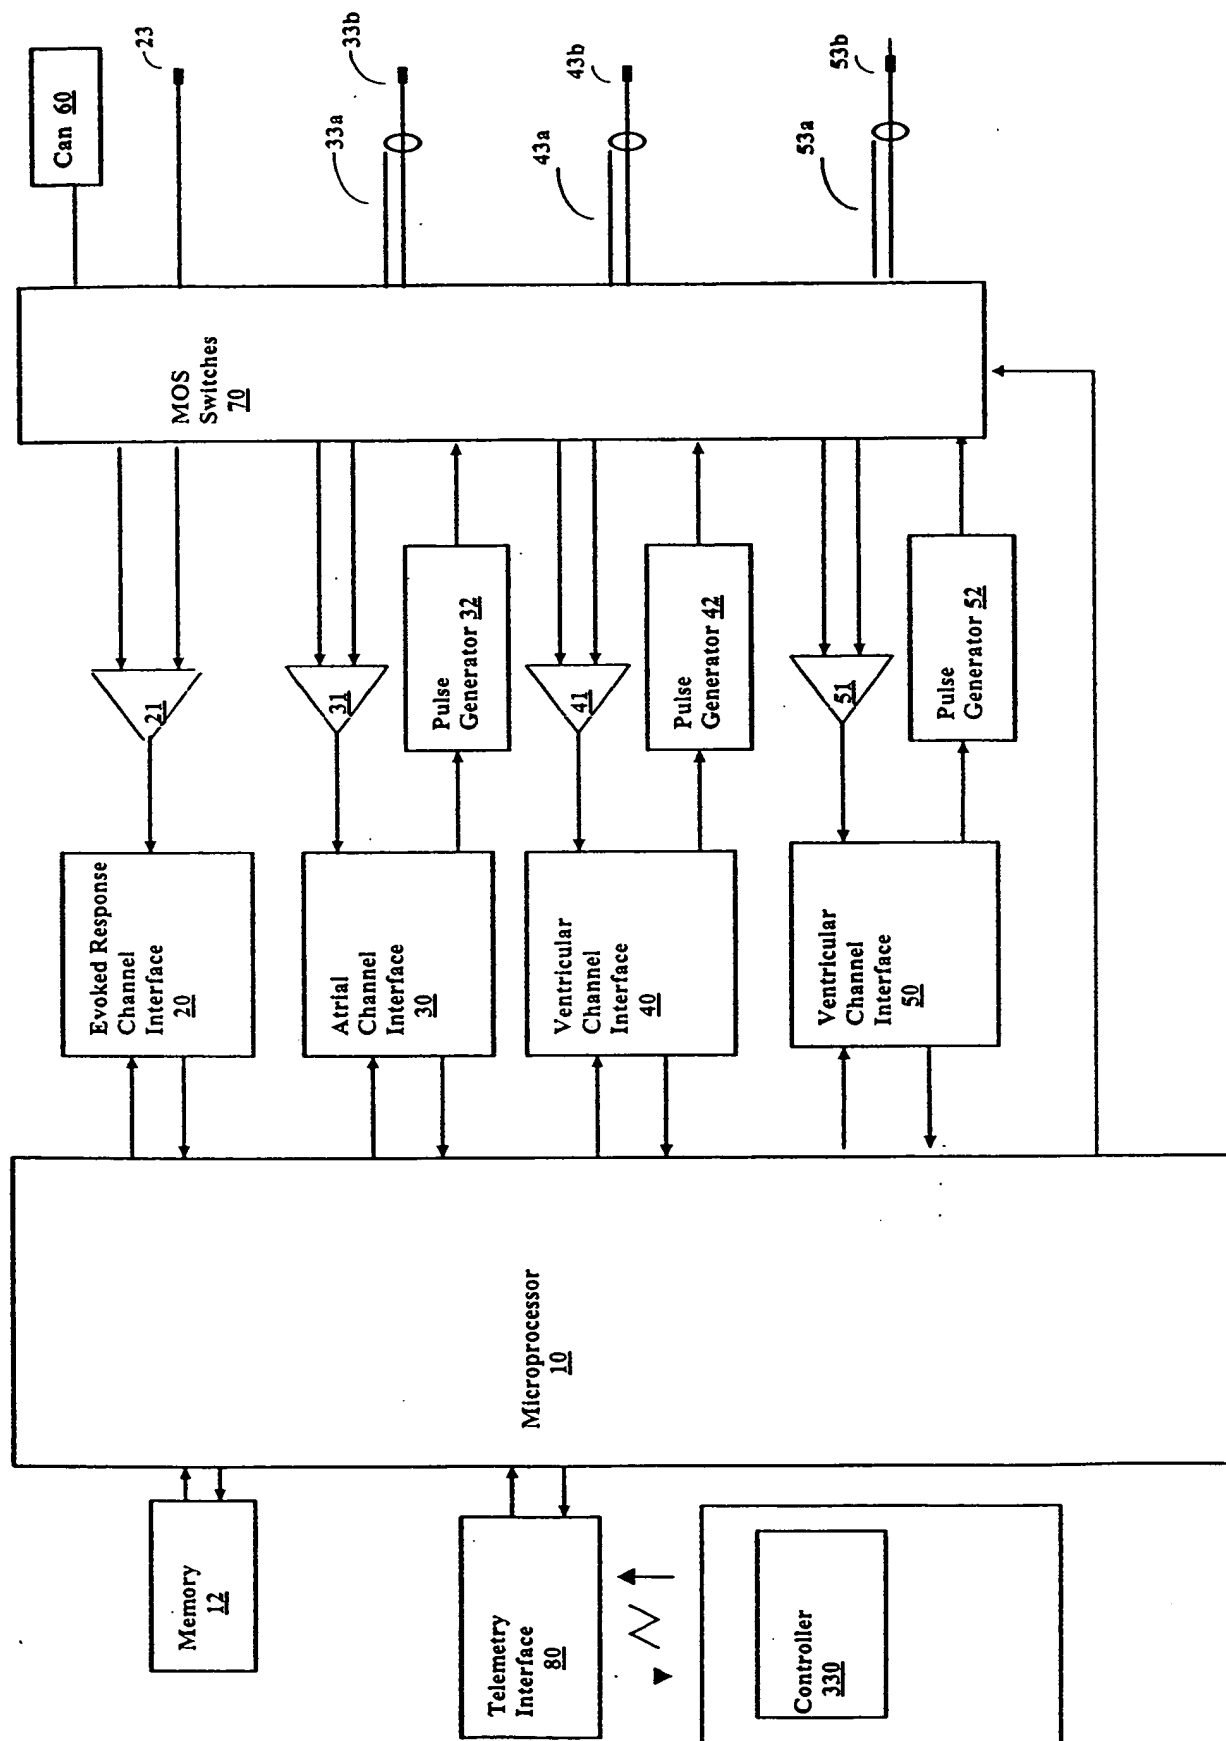 Can 60
23
33a
33b
43a
43b
53a
53b
MOS
Switches
70
21
31
41
51
Pulse
Generator 32
Pulse
Generator 42
Pulse
Generator 52
Evoked Response
Channel
Interface
20
Atrial
Channel
Interface
30
Ventricular
Channel
Interface
40
Ventricular
Channel
Interface
50
Microprocessor
10
Memory
12
Telemetry
Interface
80
Controller
330